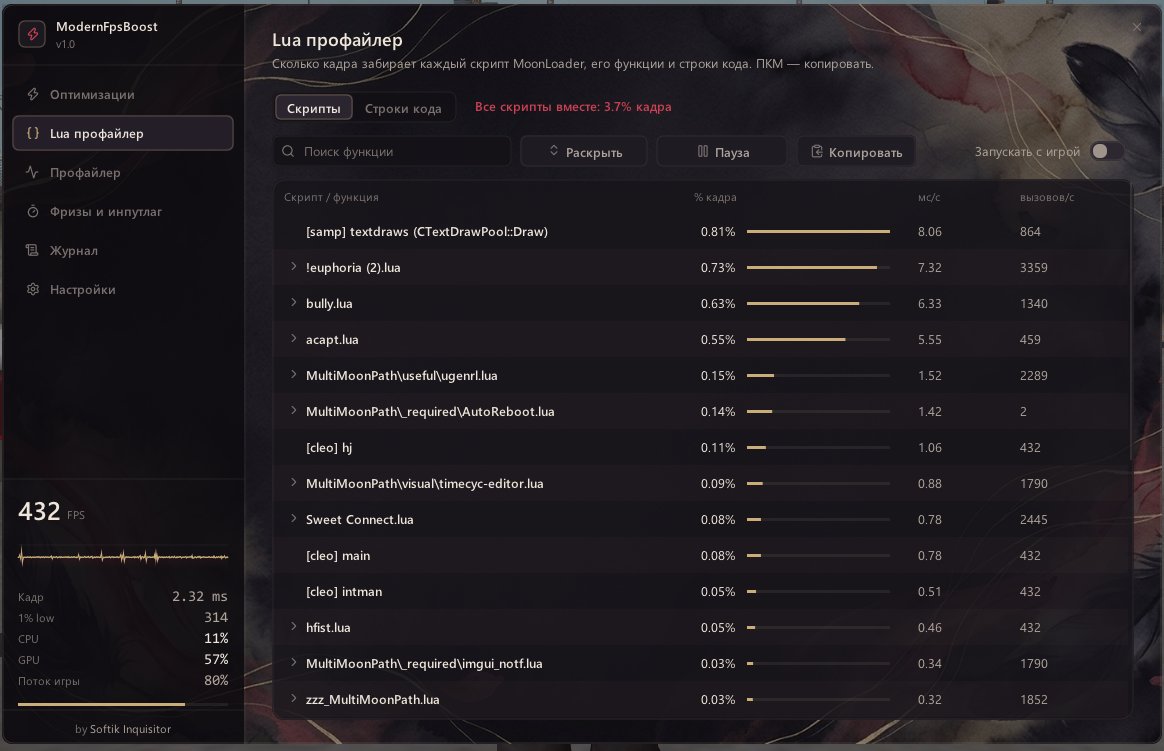 ModernFpsBoost
v1.0
Оптимизации
Lua профайлер
Профайлер
Фризы и инпутлаг
Журнал
Настройки
432 FPS
Кадр 2.32 ms
1% low 314
CPU 11%
GPU 57%
Поток игры 80%
by Softik Inquisitor
Lua профайлер
Сколько кадра забирает каждый скрипт MoonLoader, его функции и строки кода. ПКМ — копировать.
Скрипты Строки кода Все скрипты вместе: 3.7% кадра
Поиск функции Раскрыть Пауза Копировать Запускать с игрой
Скрипт / функция % кадра мс/с вызовов/с
[samp] textdraws (CTextDrawPool::Draw) 0.81% 8.06 864
!euphoria (2).lua 0.73% 7.32 3359
bully.lua 0.63% 6.33 1340
acapt.lua 0.55% 5.55 459
MultiMoonPath\useful\ugenrl.lua 0.15% 1.52 2289
MultiMoonPath\_required\AutoReboot.lua 0.14% 1.42 2
[cleo] hj 0.11% 1.06 432
MultiMoonPath\visual\timecyc-editor.lua 0.09% 0.88 1790
Sweet Connect.lua 0.08% 0.78 2445
[cleo] main 0.08% 0.78 432
[cleo] intman 0.05% 0.51 432
hfist.lua 0.05% 0.46 432
MultiMoonPath\_required\imgui_notf.lua 0.03% 0.34 1790
zzz_MultiMoonPath.lua 0.03% 0.32 1852